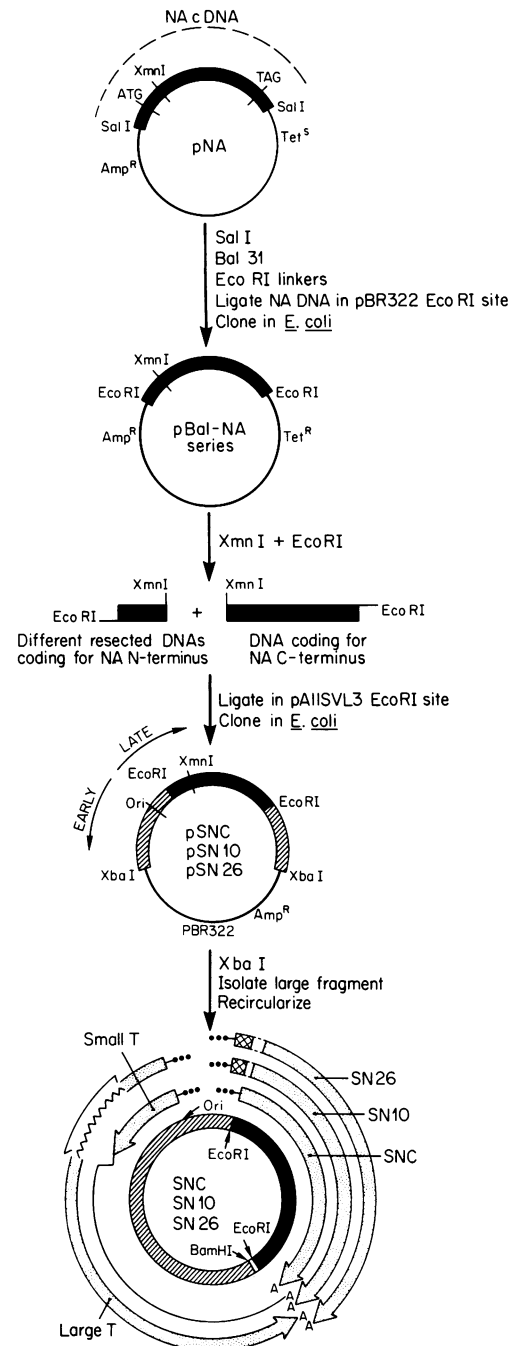 NA c DNA
XmnI
TAG
ATG
Sal I
Sal I
pNA
Tet S
Amp R
Sal I
Bal 31
Eco RI linkers
Ligate NA DNA in pBR322 Eco RI site
Clone in E. coli
XmnI
Eco RI
Eco RI
pBal-NA
series
Amp R
Tet R
Xmn I + EcoRI
XmnI
Xmn I
Eco RI
+
Eco RI
Different resected DNAs
coding for NA N-terminus
DNA coding for
NA C-terminus
Ligate in pAIISVL3 EcoRI site
Clone in E. coli
LATE
XmnI
EcoRI
EcoRI
Ori
EARLY
pSNC
pSN 10
pSN 26
Xba I
Xba I
Amp R
PBR322
X ba I
Isolate large fragment
Recircularize
Small T
SN26
Ori
SN10
EcoRI
SNC
SNC
SN 10
SN 26
EcoRI
BamHI
A
A
A
A
Large T